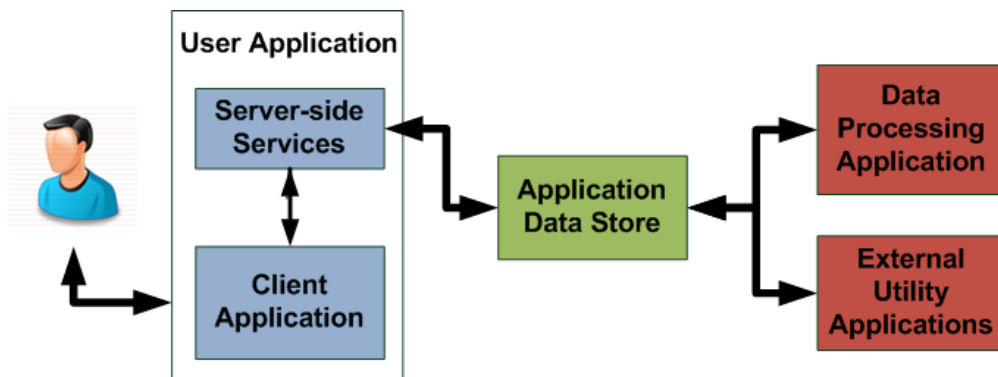 User Application
Server-side
Services
Client
Application
Application
Data Store
Data
Processing
Application
External
Utility
Applications